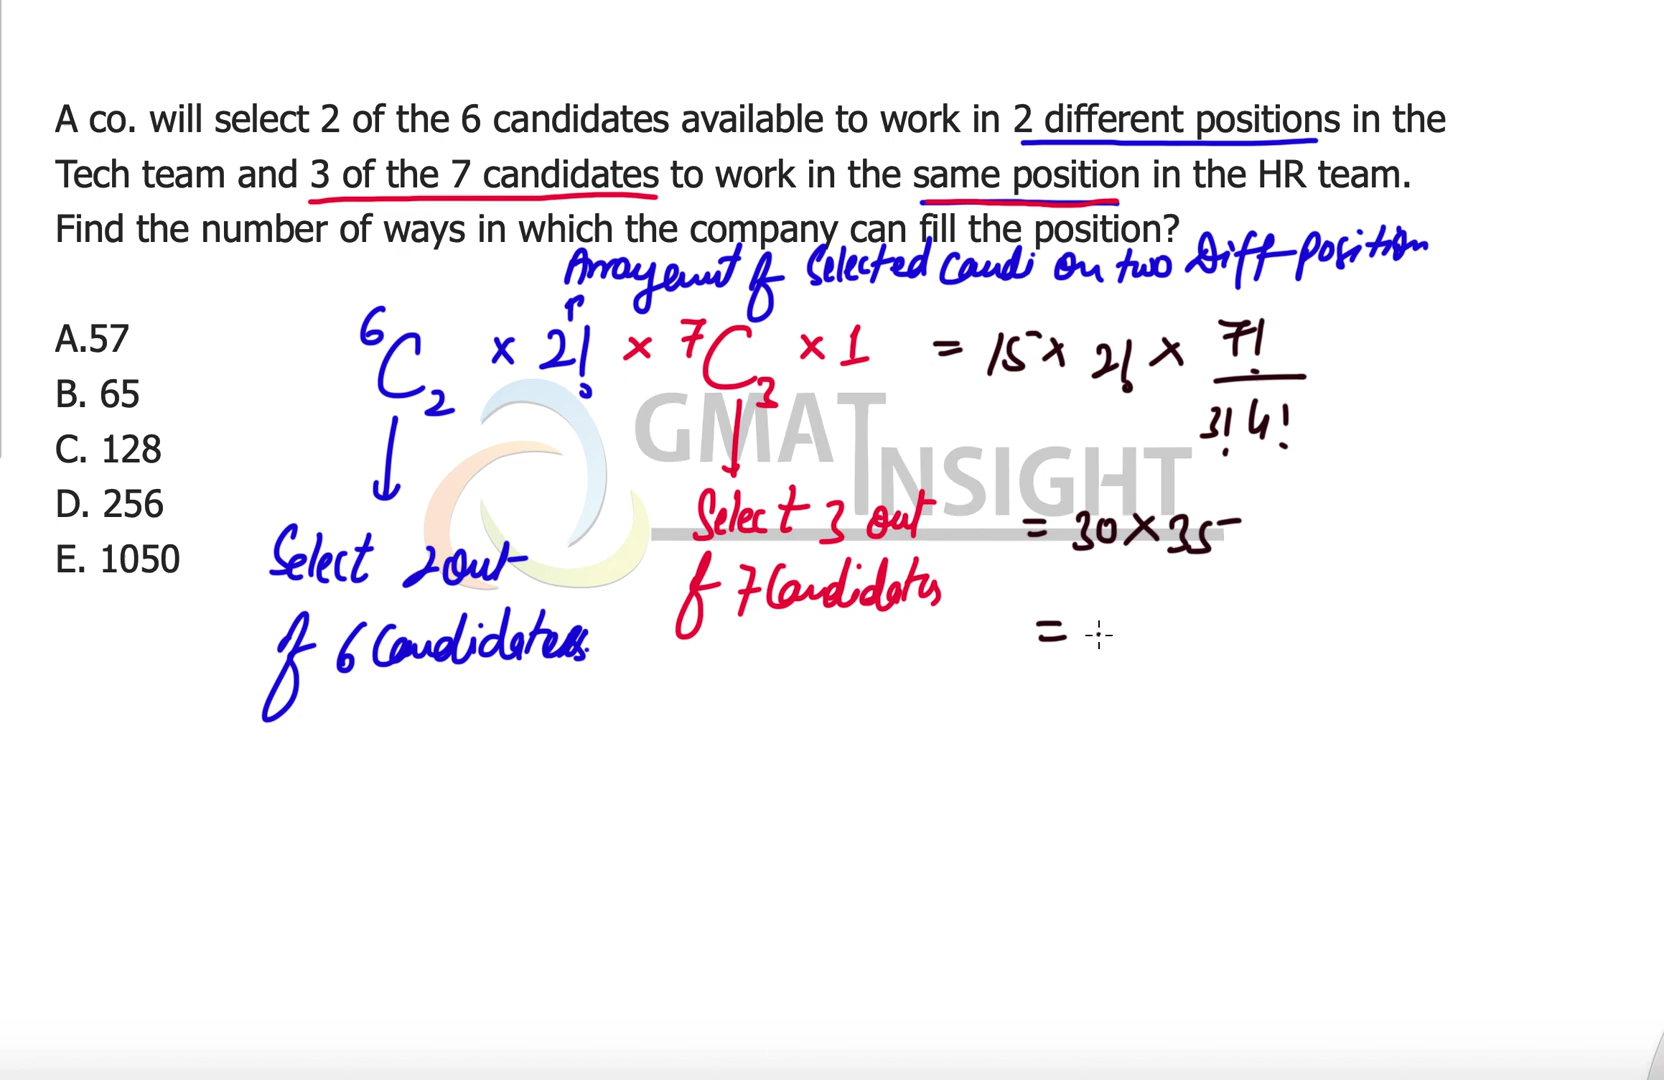 A co. will select 2 of the 6 candidates available to work in 2 different positions in the
Tech team and 3 of the 7 candidates to work in the same position in the HR team.
Find the number of ways in which the company can fill the position?
Arrangemnt of Selected Candi on two Diff-position
A.57
B. 65
C. 128
D. 256
E. 1050
⁶C₂ × 2! × ⁷C₃ × 1 = 15 × 2! × 7!/3!4!
GMAT INSIGHT
Select 2 out
of 6 Candidates
Select 3 out
of 7 Candidates
= 30 × 35
=